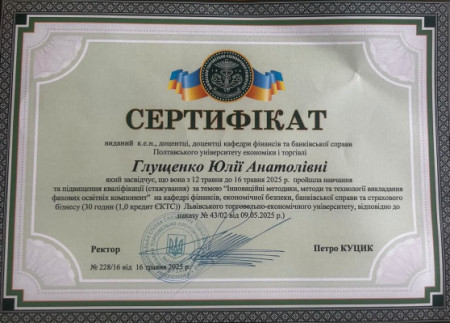 СЕРТИФІКАТ
виданий к.е.н., доцентці, доцентці кафедри фінансів та банківської справи
Полтавського університету економіки і торгівлі
Глущенко Юлії Анатолівні
який засвідчує, що вона з 12 травня до 16 травня 2025 р. пройшла навчання
та підвищення кваліфікації (стажування) за темою "Інноваційні методики, методи та технології викладання
фахових освітніх компонент" на кафедрі фінансів, економічної безпеки, банківської справи та страхового
бізнесу (30 годин (1,0 кредит ЄКТС)) Львівського торговельно-економічного університету, відповідно до
наказу № 43/02 від 09.05.2025 р.)
Ректор Петро КУЦИК
№ 228/16 від 16 травня 2025 р.